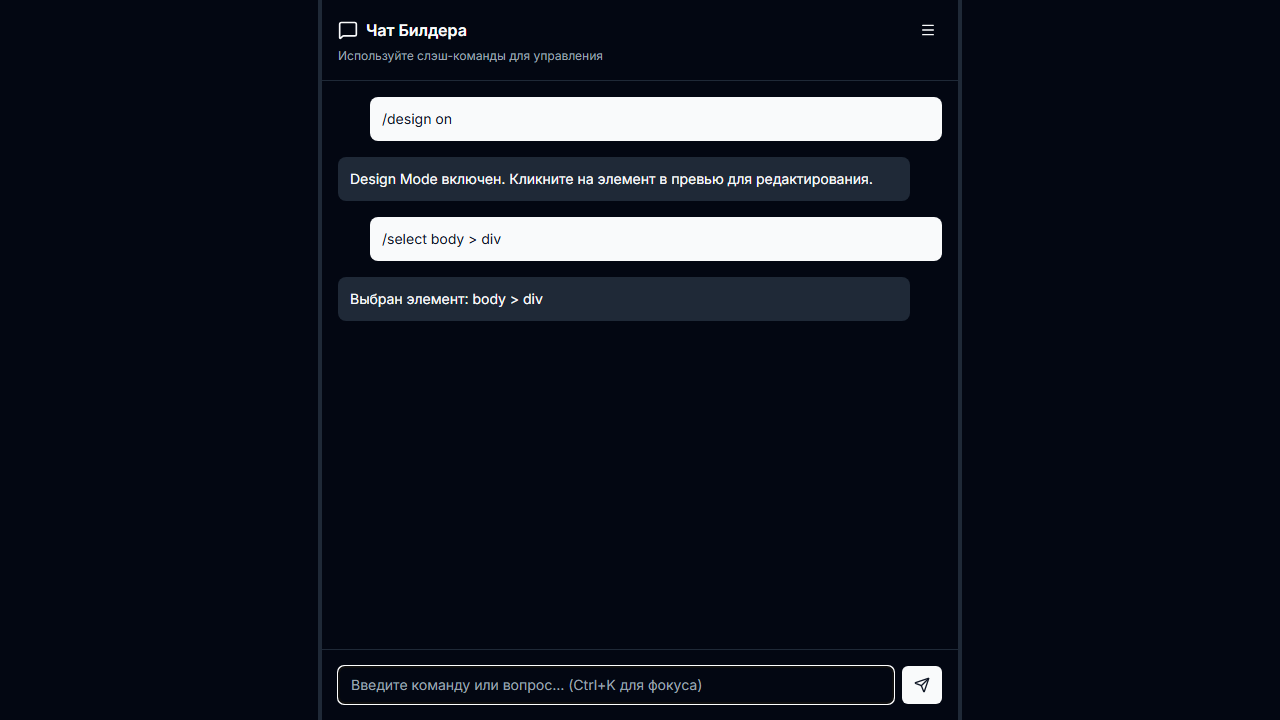 Чат Билдера
Используйте слэш-команды для управления
/design on
Design Mode включен. Кликните на элемент в превью для редактирования.
/select body > div
Выбран элемент: body > div
Введите команду или вопрос... (Ctrl+K для фокуса)